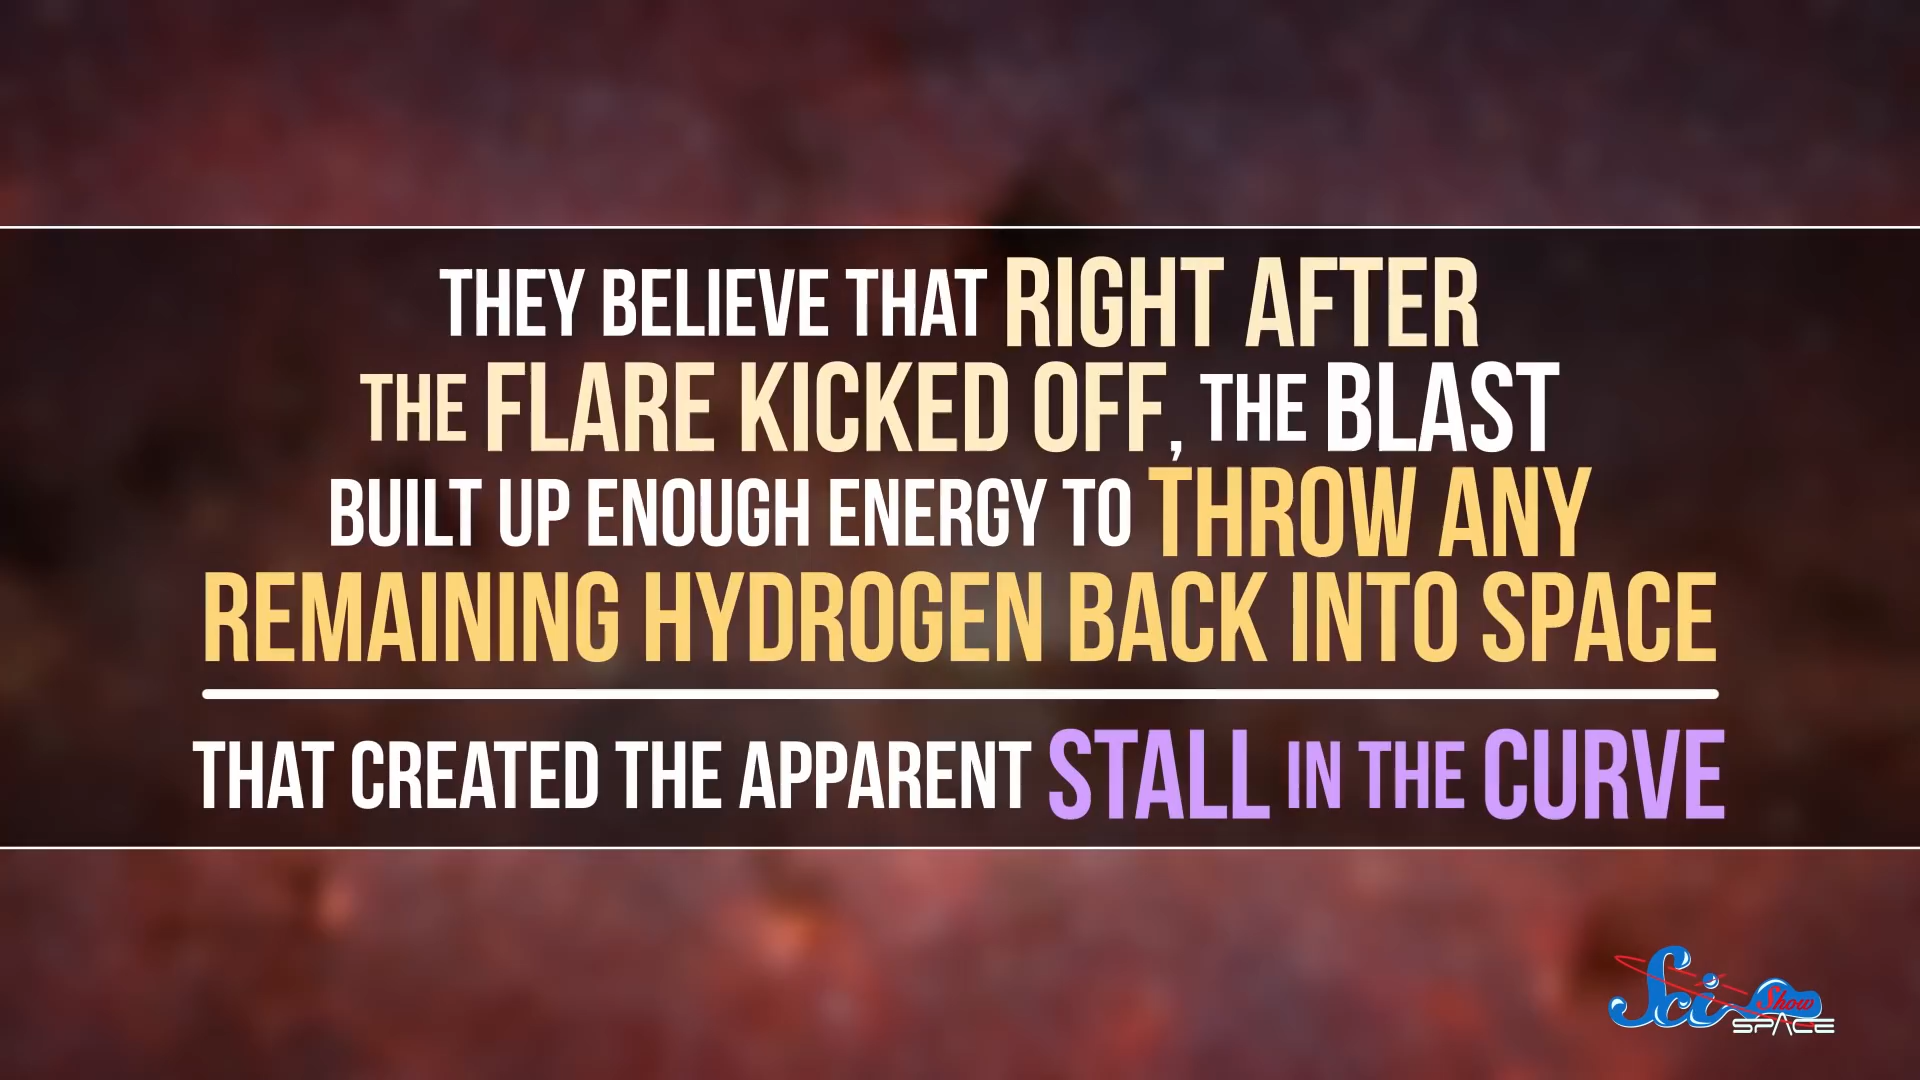 THEY BELIEVE THAT RIGHT AFTER
THE FLARE KICKED OFF, THE BLAST
BUILT UP ENOUGH ENERGY TO THROW ANY
REMAINING HYDROGEN BACK INTO SPACE
THAT CREATED THE APPARENT STALL IN THE CURVE
Sci Show
SPACE